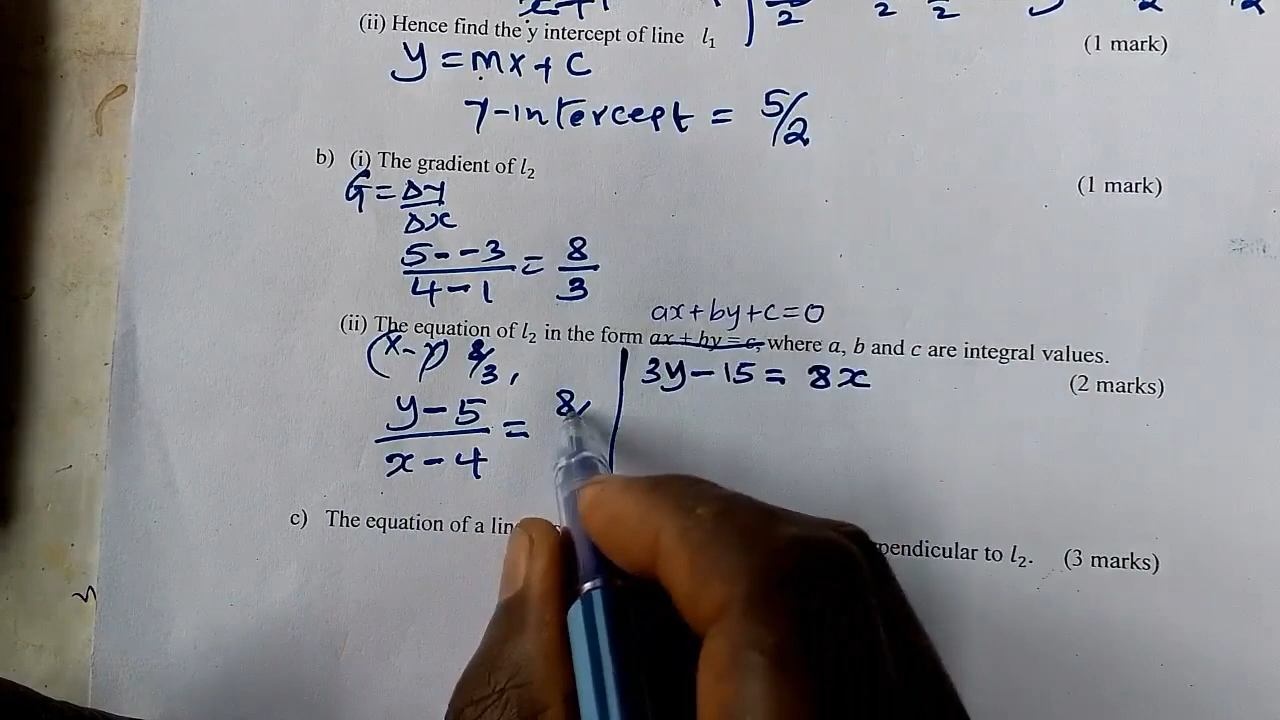 (ii) Hence find the y intercept of line l₁
(1 mark)
y = mx + c
y-intercept = 5/2
b) (i) The gradient of l₂
(1 mark)
G = Δy/Δx
5--3/4-1 = 8/3
ax + by + c = 0
(ii) The equation of l₂ in the form ax + by = c, where a, b and c are integral values.
(2 marks)
8/3,
y-5/x-4 = 8/
3y - 15 = 8x
c) The equation of a
pendicular to l₂. (3 marks)